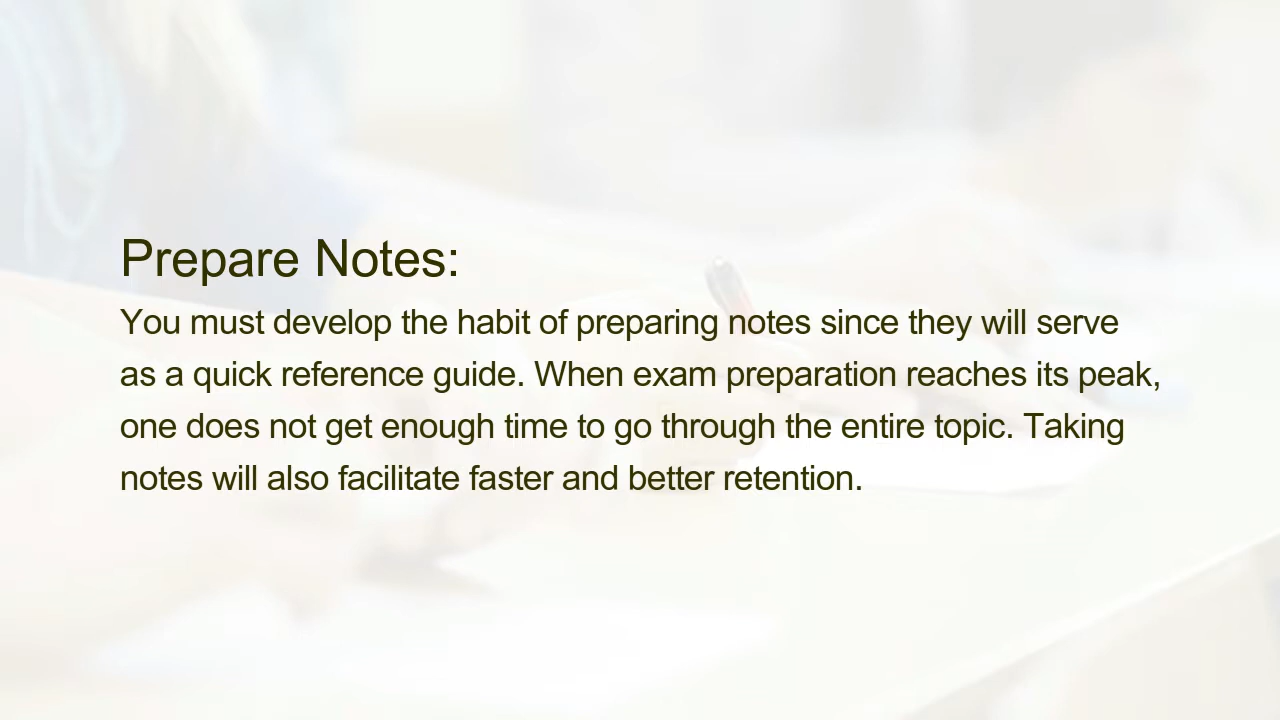 Prepare Notes:
You must develop the habit of preparing notes since they will serve
as a quick reference guide. When exam preparation reaches its peak,
one does not get enough time to go through the entire topic. Taking
notes will also facilitate faster and better retention.